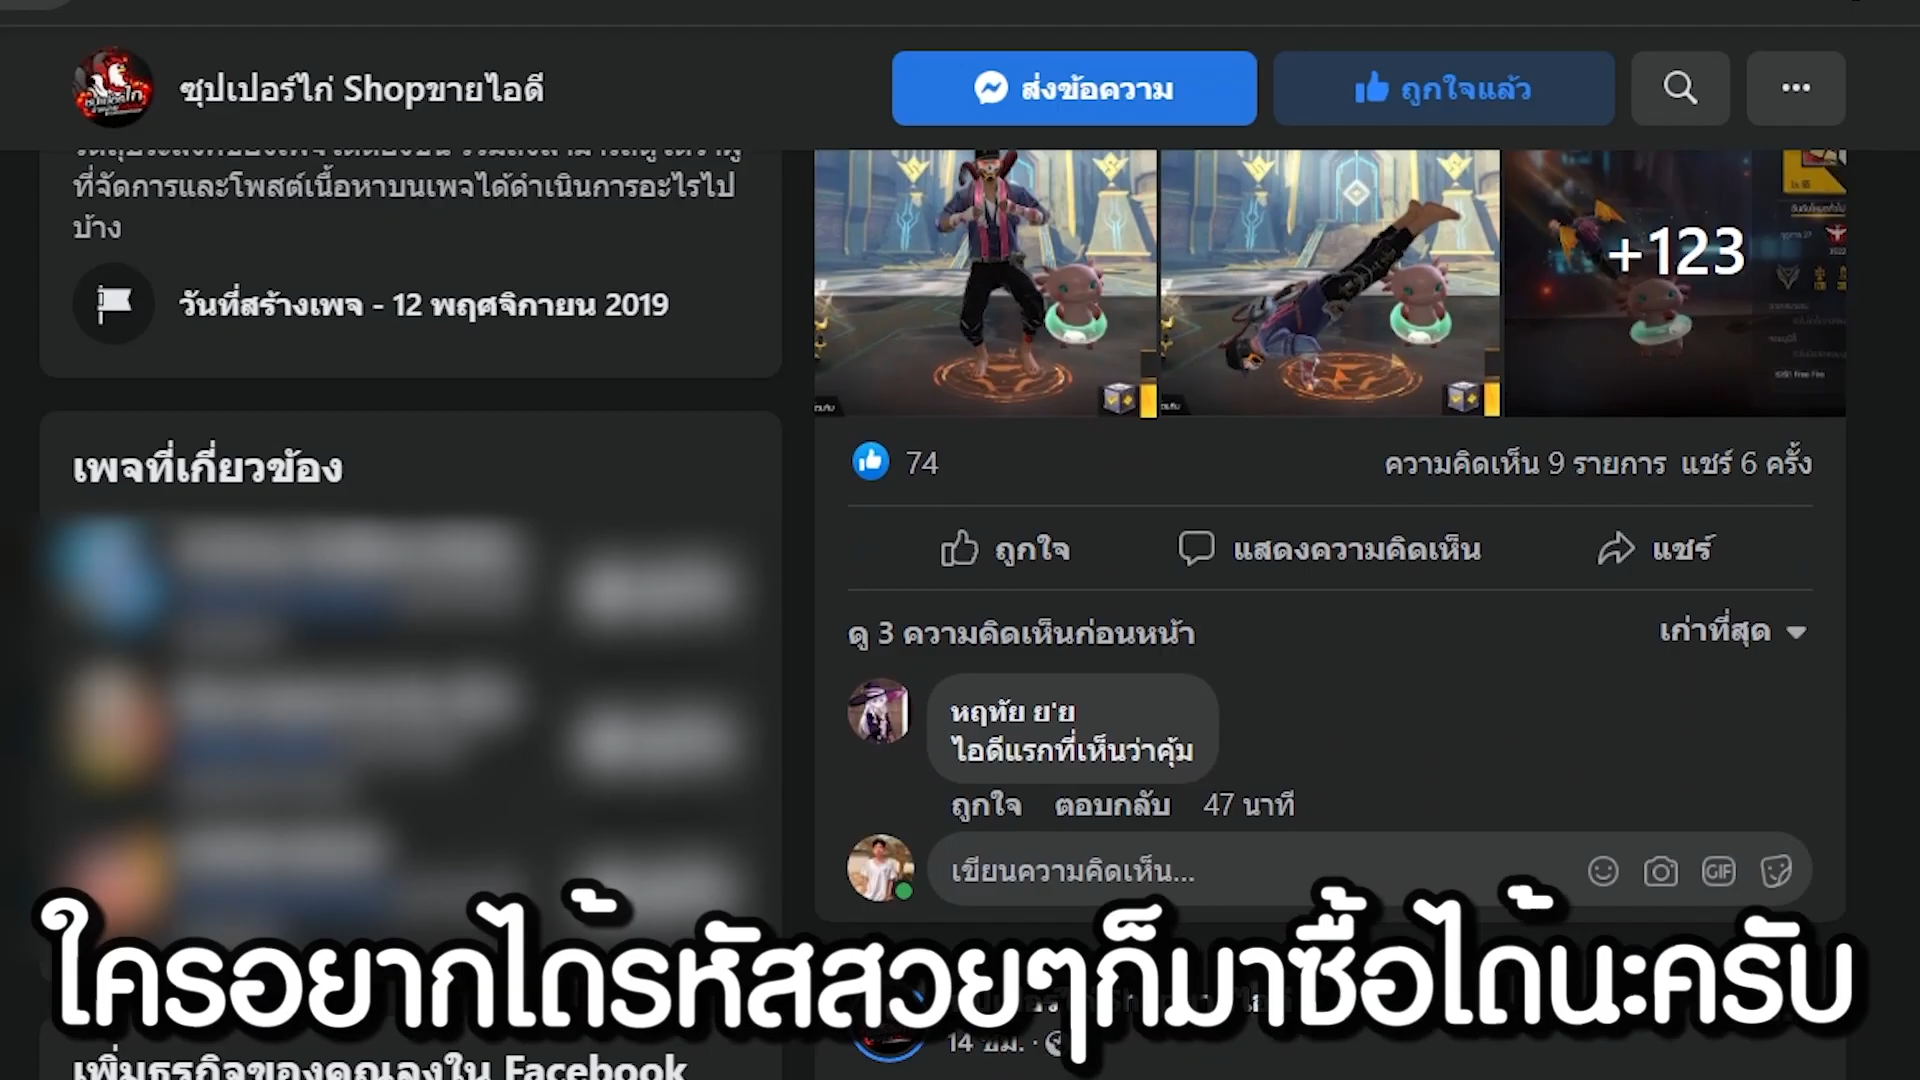 ซุปเปอร์ไก่ Shopขายไอดี
ส่งข้อความ
ถูกใจแล้ว
ที่จัดการและโพสต์เนื้อหาบนเพจได้ดำเนินการอะไรไป
บ้าง
วันที่สร้างเพจ - 12 พฤศจิกายน 2019
+123
เพจที่เกี่ยวข้อง
74
ความคิดเห็น 9 รายการ แชร์ 6 ครั้ง
ถูกใจ
แสดงความคิดเห็น
แชร์
ดู 3 ความคิดเห็นก่อนหน้า
เก่าที่สุด
หฤทัย ย'ย
ไอดีแรกที่เห็นว่าคุ้ม
ถูกใจ ตอบกลับ 47 นาที
เขียนความคิดเห็น...
GIF
ใครอยากได้รหัสสวยๆก็มาซื้อได้นะครับ
14 ชม. ·
เพิ่มธุรกิจของคุณลงใน Facebook